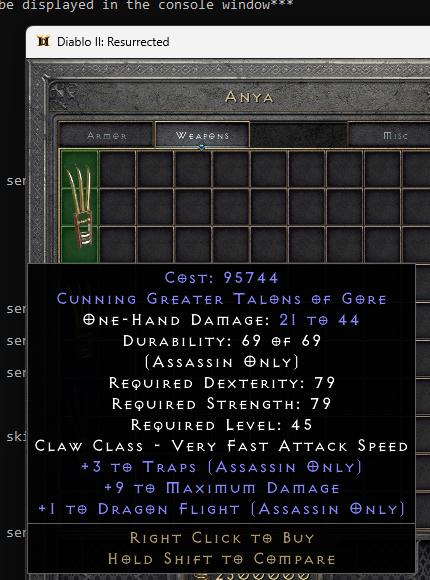 be displayed in the console window***
Diablo II: Resurrected
Anya
Armor
Weapons
Misc
ser
Cost: 95744
Cunning Greater Talons of Gore
One-Hand Damage: 21 to 44
ser
Durability: 69 of 69
ser
(Assassin Only)
ser
Required Dexterity: 79
Required Strength: 79
Required Level: 45
ski
Claw Class - Very Fast Attack Speed
+3 to Traps (Assassin Only)
+9 to Maximum Damage
+1 to Dragon Flight (Assassin Only)
ser
Right Click to Buy
Hold Shift to Compare